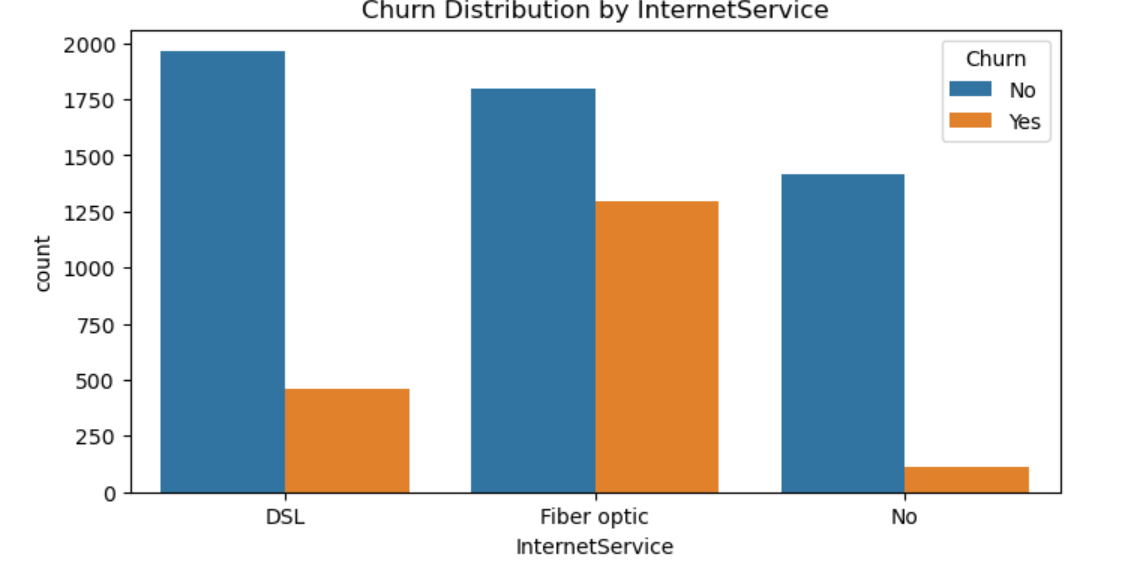 Churn Distribution by InternetService
Churn
No
Yes
2000
1750
1500
1250
1000
750
500
250
0
count
DSL Fiber optic No
InternetService